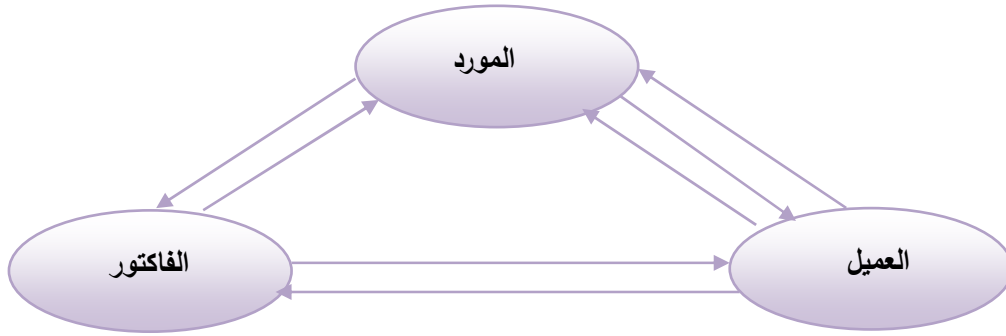 المورد
الفاكتور
العميل